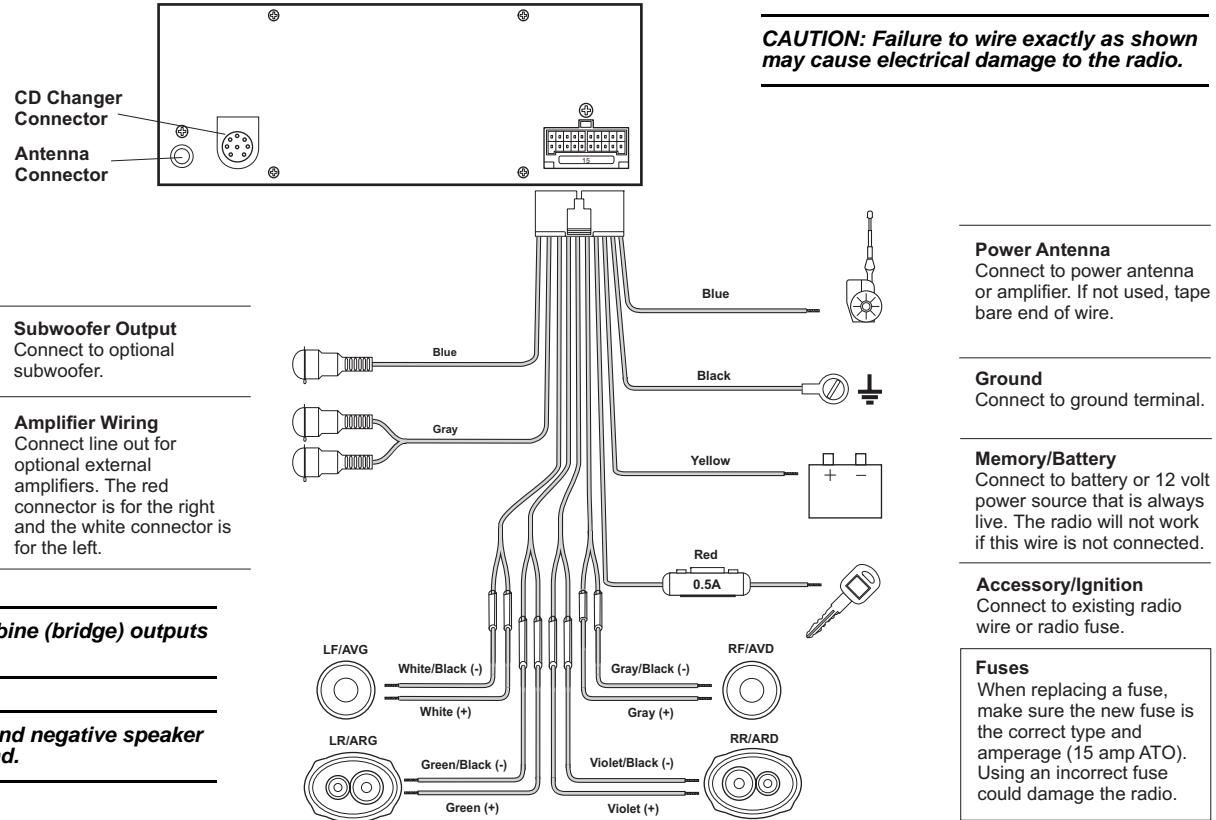 CAUTION: Failure to wire exactly as shown
may cause electrical damage to the radio.
CD Changer
Connector
Antenna
Connector
15
Subwoofer Output
Connect to optional
subwoofer.
Amplifier Wiring
Connect line out for
optional external
amplifiers. The red
connector is for the right
and the white connector is
for the left.
bine (bridge) outputs
nd negative speaker
d.
Blue
Gray
Blue
Black
Yellow
Red
0.5A
+ –
Power Antenna
Connect to power antenna
or amplifier. If not used, tape
bare end of wire.
Ground
Connect to ground terminal.
Memory/Battery
Connect to battery or 12 volt
power source that is always
live. The radio will not work
if this wire is not connected.
Accessory/Ignition
Connect to existing radio
wire or radio fuse.
Fuses
When replacing a fuse,
make sure the new fuse is
the correct type and
amperage (15 amp ATO).
Using an incorrect fuse
could damage the radio.
LF/AVG
White/Black (-)
White (+)
LR/ARG
Green/Black (-)
Green (+)
RF/AVD
Gray/Black (-)
Gray (+)
RR/ARD
Violet/Black (-)
Violet (+)